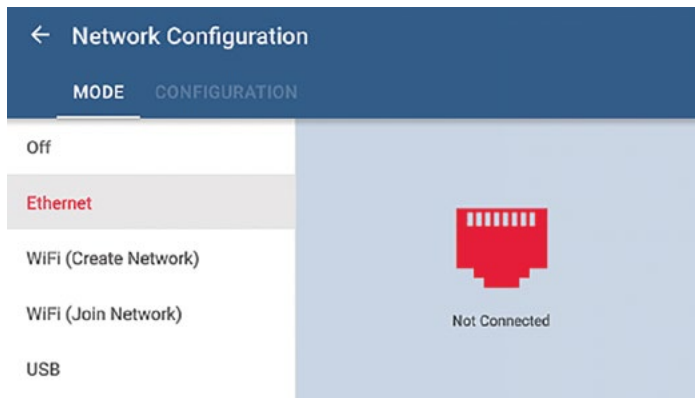 Network Configuration
MODE CONFIGURATION
Off
Ethernet
WiFi (Create Network)
WiFi (Join Network)
USB
Not Connected